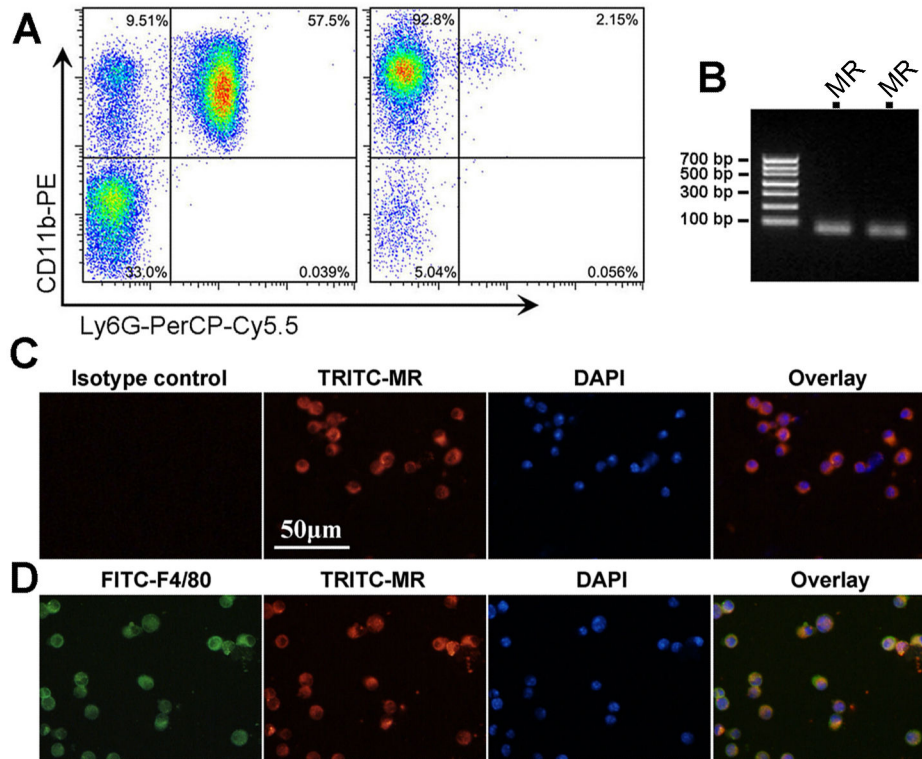 A
9.51% 57.5%
92.8% 2.15%
CD11b-PE
33.0% 0.039%
5.04% 0.056%
Ly6G-PerCP-Cy5.5
B
MR MR
700 bp
500 bp
300 bp
100 bp
C
Isotype control TRITC-MR DAPI Overlay
50µm
D
FITC-F4/80 TRITC-MR DAPI Overlay